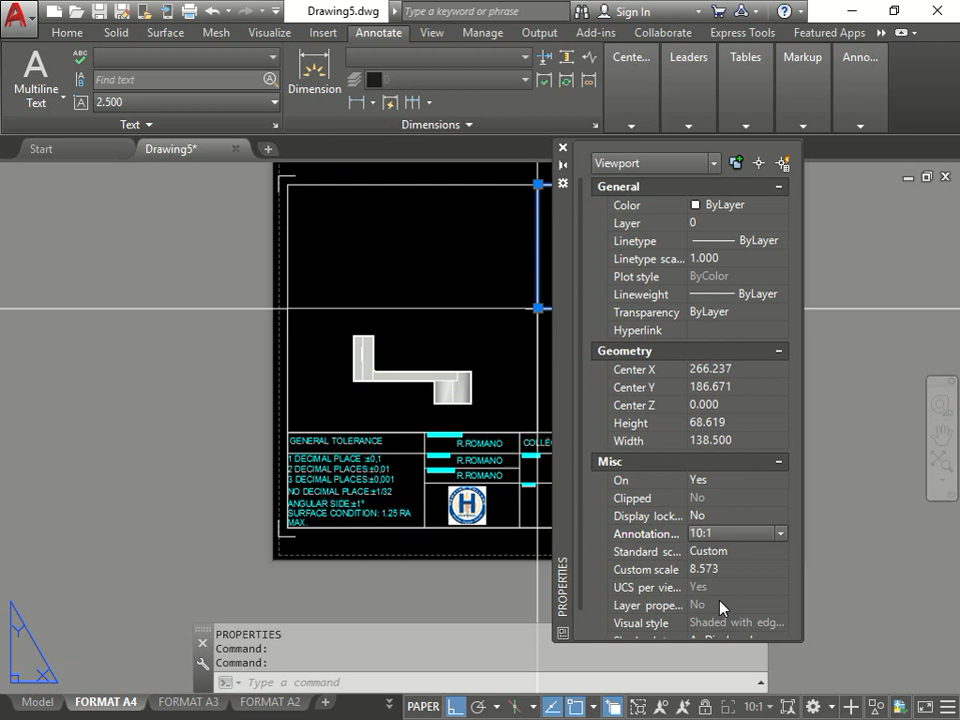 Drawing5.dwg
Type a keyword or phrase
Sign In
Home Solid Surface Mesh Visualize Insert Annotate View Manage Output Add-ins Collaborate Express Tools Featured Apps
ABC
A
Multiline
Text
Find text
2.500
Text
Dimension
0
Dimensions
Cente...
Leaders
Tables
Markup
Anno...
Start
Drawing5*
Viewport
General
Color ByLayer
Layer 0
Linetype ByLayer
Linetype sca... 1.000
Plot style ByColor
Lineweight ByLayer
Transparency ByLayer
Hyperlink
Geometry
Center X 266.237
Center Y 186.671
Center Z 0.000
Height 68.619
Width 138.500
Misc
On Yes
Clipped No
Display lock... No
Annotation... 10:1
Standard sc... Custom
Custom scale 8.573
UCS per vie... Yes
Layer prope... No
Visual style Shaded with edg...
PROPERTIES
GENERAL TOLERANCE
1 DECIMAL PLACE :±0,1
2 DECIMAL PLACES:±0,01
3 DECIMAL PLACES:±0,001
NO DECIMAL PLACE:±1/32
ANGULAR SIDE:±1°
SURFACE CONDITION: 1.25 RA
MAX.
R.ROMANO
R.ROMANO
R.ROMANO
COLLÈ
H
PROPERTIES
Command:
Command:
Type a command
Y
X
Model
FORMAT A4
FORMAT A3
FORMAT A2
PAPER
10:1